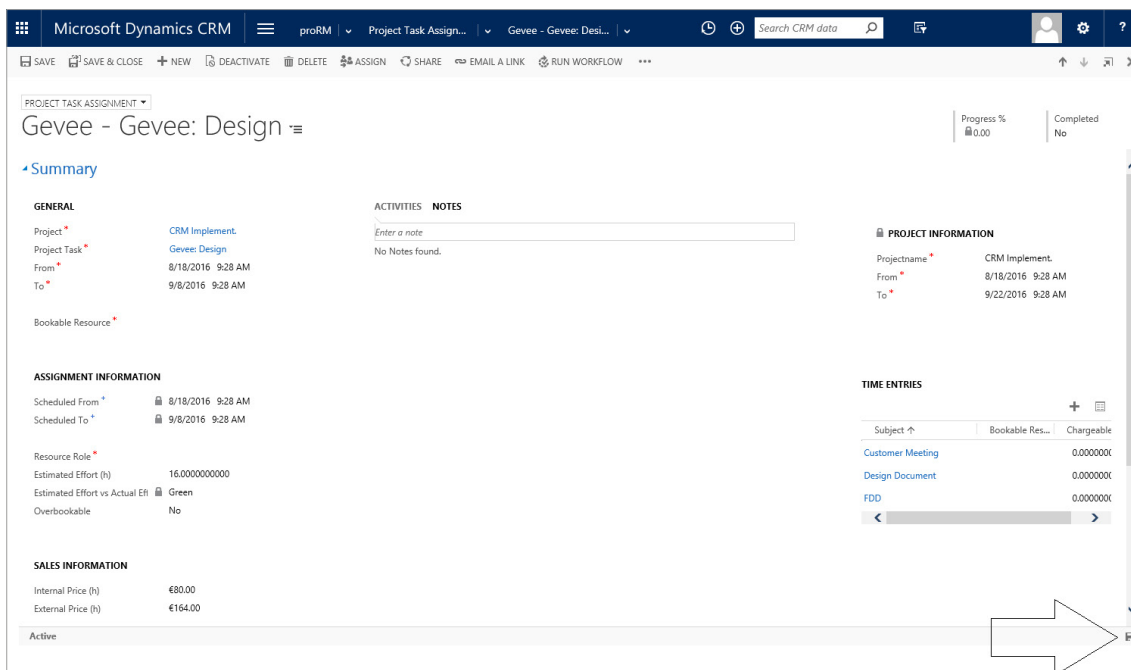 Microsoft Dynamics CRM proRM Project Task Assign... Gevee - Gevee: Desi... Search CRM data ?
SAVE SAVE & CLOSE NEW DEACTIVATE DELETE ASSIGN SHARE EMAIL A LINK RUN WORKFLOW •••
PROJECT TASK ASSIGNMENT
Gevee - Gevee: Design
Progress %
0.00
Completed
No
Summary
GENERAL
Project * CRM Implement.
Project Task * Gevee: Design
From * 8/18/2016 9:28 AM
To * 9/8/2016 9:28 AM
Bookable Resource *
ACTIVITIES NOTES
Enter a note
No Notes found.
PROJECT INFORMATION
Projectname * CRM Implement.
From * 8/18/2016 9:28 AM
To * 9/22/2016 9:28 AM
ASSIGNMENT INFORMATION
Scheduled From + 8/18/2016 9:28 AM
Scheduled To + 9/8/2016 9:28 AM
Resource Role *
Estimated Effort (h) 16.0000000000
Estimated Effort vs Actual Eff Green
Overbookable No
TIME ENTRIES
Subject Bookable Res... Chargeable
Customer Meeting 0.0000000
Design Document 0.0000000
FDD 0.0000000
SALES INFORMATION
Internal Price (h) €80.00
External Price (h) €164.00
Active